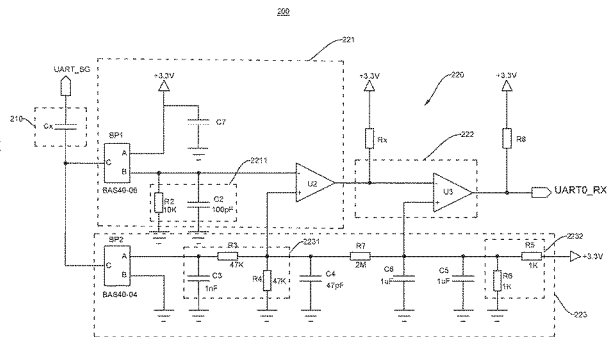 200
221
UART_SG
+3.3V
+3.3V
+3.3V
220
210
Cx
C7
Rx
R8
SP1
A
C
B
BAS40-06
2211
R2
10K
C2
100pF
U2
222
U3
UART0_RX
SP2
A
C
B
BAS40-04
R3
47K
2231
C3
1nF
R4
47K
C4
47pF
R7
2M
C6
1uF
C5
1uF
R5
1K
2232
R6
1K
+3.3V
223